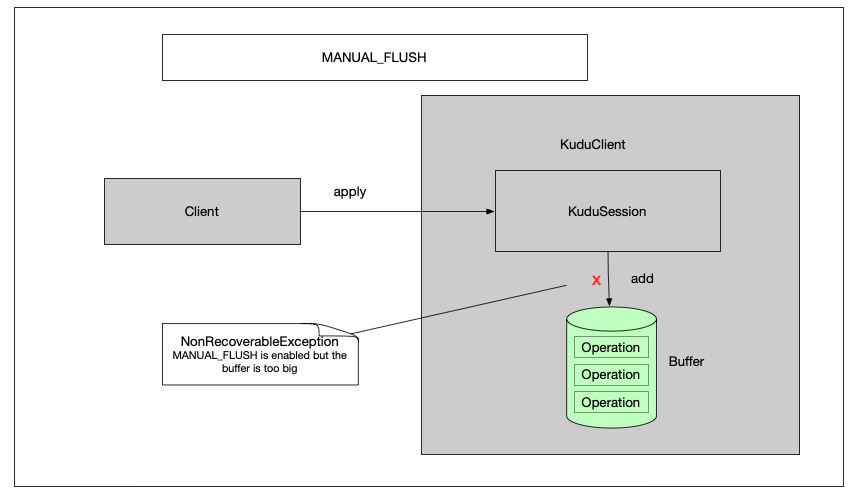 MANUAL_FLUSH
KuduClient
Client
apply
KuduSession
X
add
NonRecoverableException
MANUAL_FLUSH is enabled but the
buffer is too big
Operation
Operation
Operation
Buffer